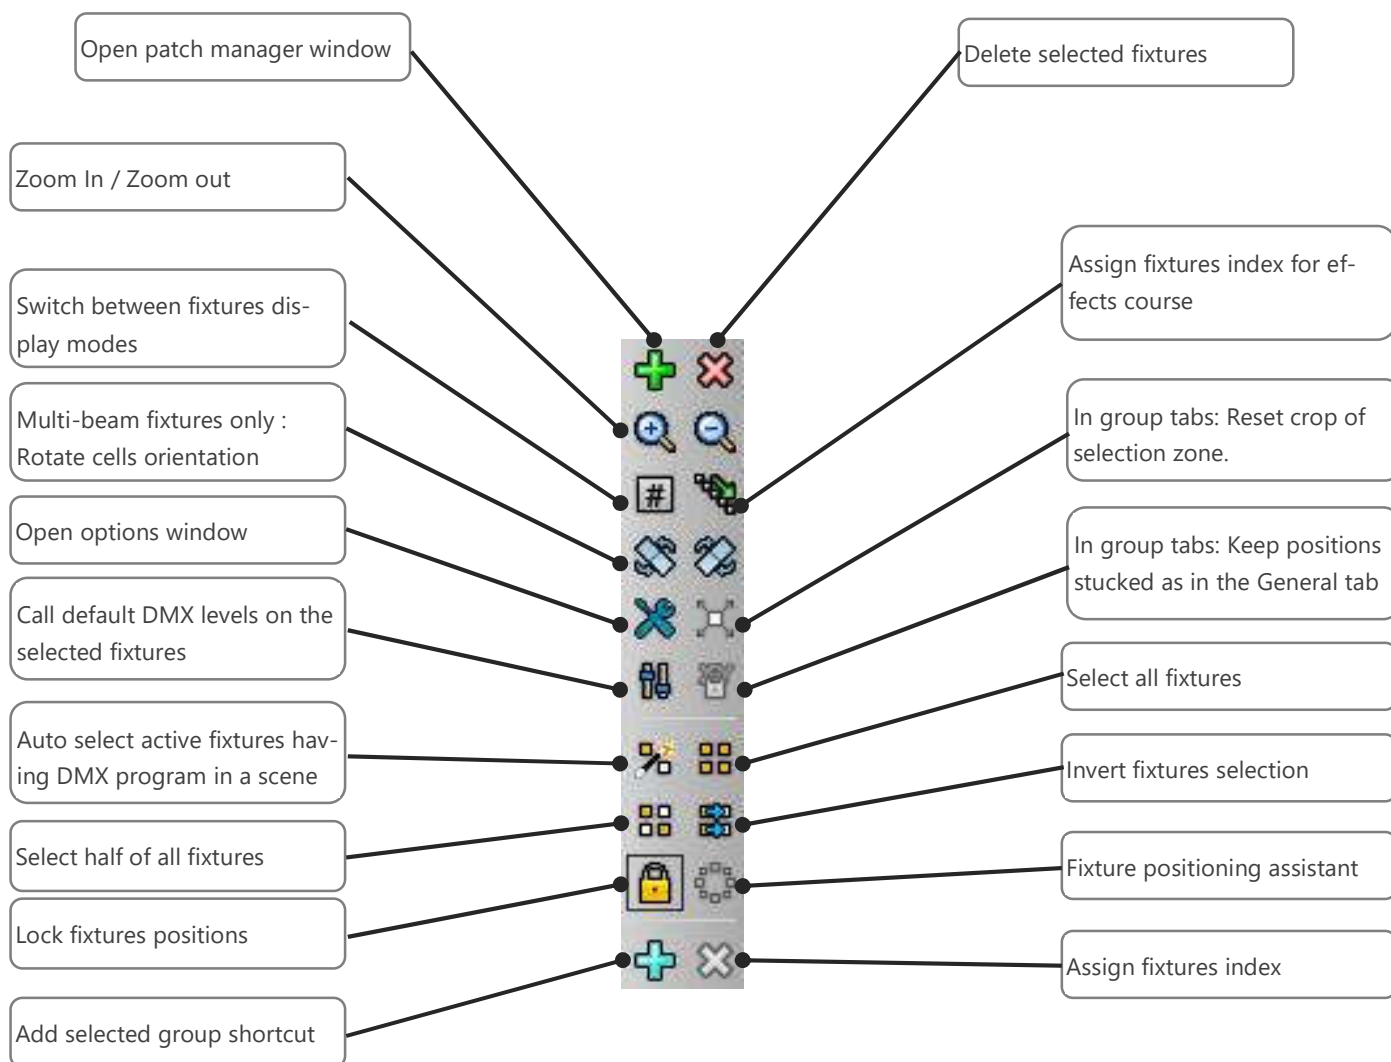 Open patch manager window
Delete selected fixtures
Zoom In / Zoom out
Switch between fixtures dis-
play modes
Multi-beam fixtures only :
Rotate cells orientation
Open options window
Call default DMX levels on the
selected fixtures
Auto select active fixtures hav-
ing DMX program in a scene
Select half of all fixtures
Lock fixtures positions
Add selected group shortcut
Assign fixtures index for ef-
fects course
In group tabs: Reset crop of
selection zone.
In group tabs: Keep positions
stucked as in the General tab
Select all fixtures
Invert fixtures selection
Fixture positioning assistant
Assign fixtures index
#